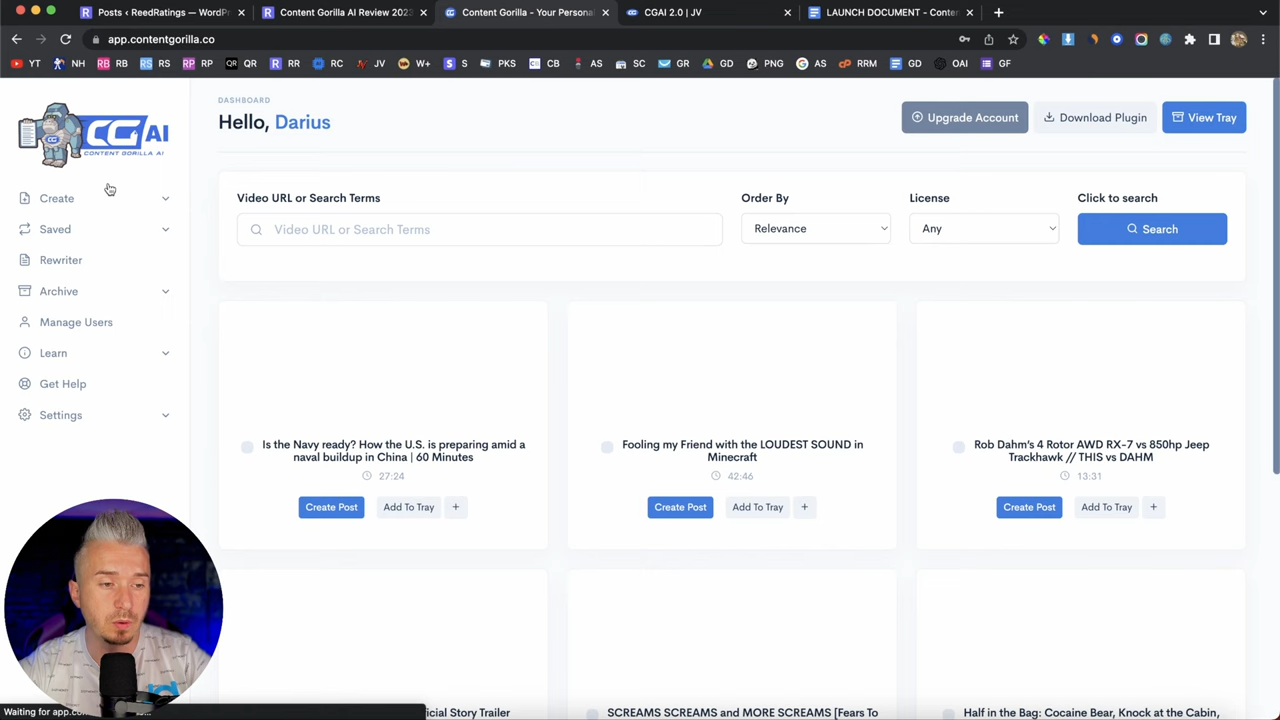 Posts ‹ ReedRatings — WordPr
Content Gorilla AI Review 2023
Content Gorilla - Your Persona
CGAI 2.0 | JV
LAUNCH DOCUMENT - Conte
app.contentgorilla.co
YT
NH
RB
RS
RP
QR
RR
RC
JV
W+
S
PKS
CB
AS
SC
GR
GD
PNG
AS
RRM
GD
OAI
GF
CG AI
CONTENT GORILLA AI
Create
Saved
Rewriter
Archive
Manage Users
Learn
Get Help
Settings
DASHBOARD
Hello, Darius
Upgrade Account
Download Plugin
View Tray
Video URL or Search Terms
Order By
License
Click to search
Video URL or Search Terms
Relevance
Any
Search
Is the Navy ready? How the U.S. is preparing amid a
naval buildup in China | 60 Minutes
27:24
Create Post
Add To Tray
+
Fooling my Friend with the LOUDEST SOUND in
Minecraft
42:46
Create Post
Add To Tray
+
Rob Dahm's 4 Rotor AWD RX-7 vs 850hp Jeep
Trackhawk // THIS vs DAHM
13:31
Create Post
Add To Tray
+
icial Story Trailer
SCREAMS SCREAMS and MORE SCREAMS [Fears To
Half in the Bag: Cocaine Bear, Knock at the Cabin,
Waiting for app.con